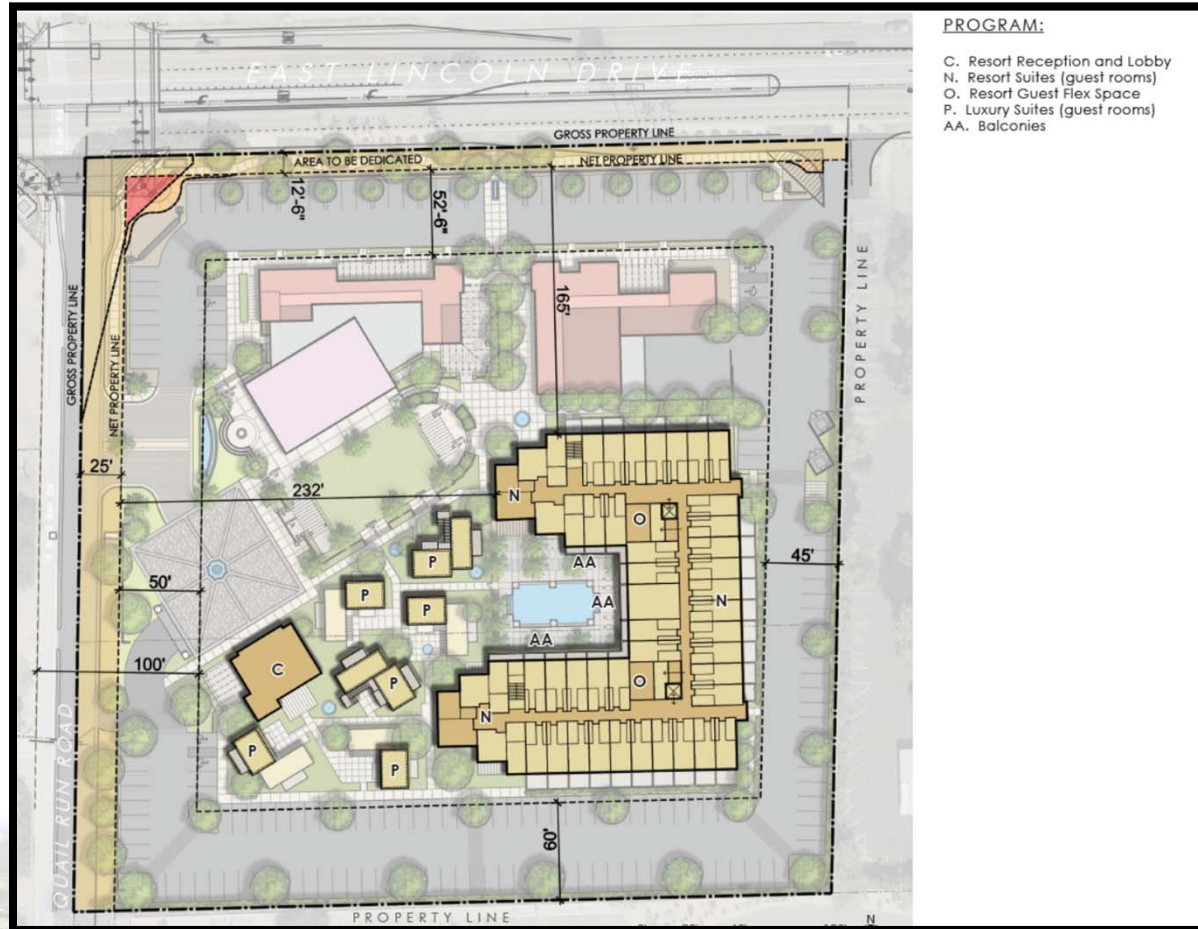 EAST LINCOLN DRIVE
GROSS PROPERTY LINE
AREA TO BE DEDICATED
NET PROPERTY LINE
12'-6"
52'-6"
165'
GROSS PROPERTY LINE
NET PROPERTY LINE
PROPERTY LINE
25'
232'
N
O
P
AA
45'
50'
P
P
AA
N
AA
100'
C
P
O
N
P
P
QUAIL RUN ROAD
60'
PROPERTY LINE
N
PROGRAM:
C. Resort Reception and Lobby
N. Resort Suites (guest rooms)
O. Resort Guest Flex Space
P. Luxury Suites (guest rooms)
AA. Balconies